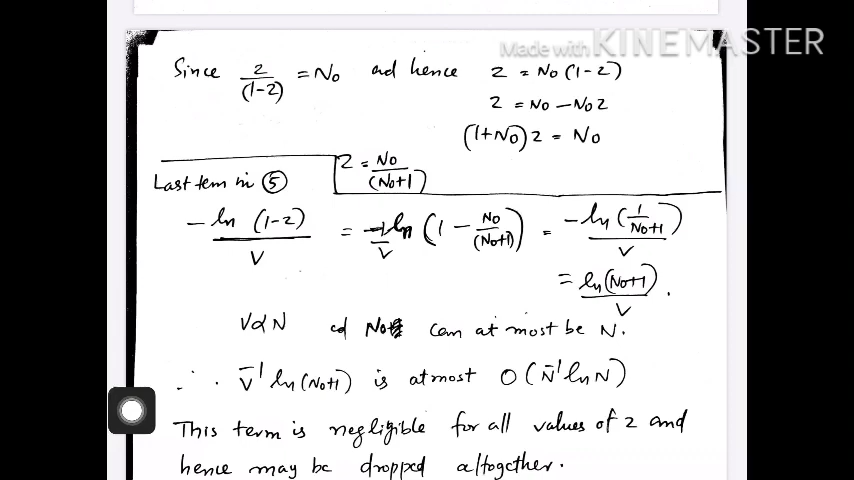 Made with KINEMASTER
Since z/(1-z) = No and hence z = No (1-z)
z = No - No z
(1+No) z = No
z = No/(No+1)
Last term in ⑤
-ln (1-z)/V = -1/V ln (1 - No/(No+1)) = -ln (1/No+1)/V
= ln (No+1)/V .
V α N ad No can at most be N.
∴ V⁻¹ ln (No+1) is atmost O (N⁻¹ ln N)
This term is negligible for all values of z and
hence may be dropped altogether.